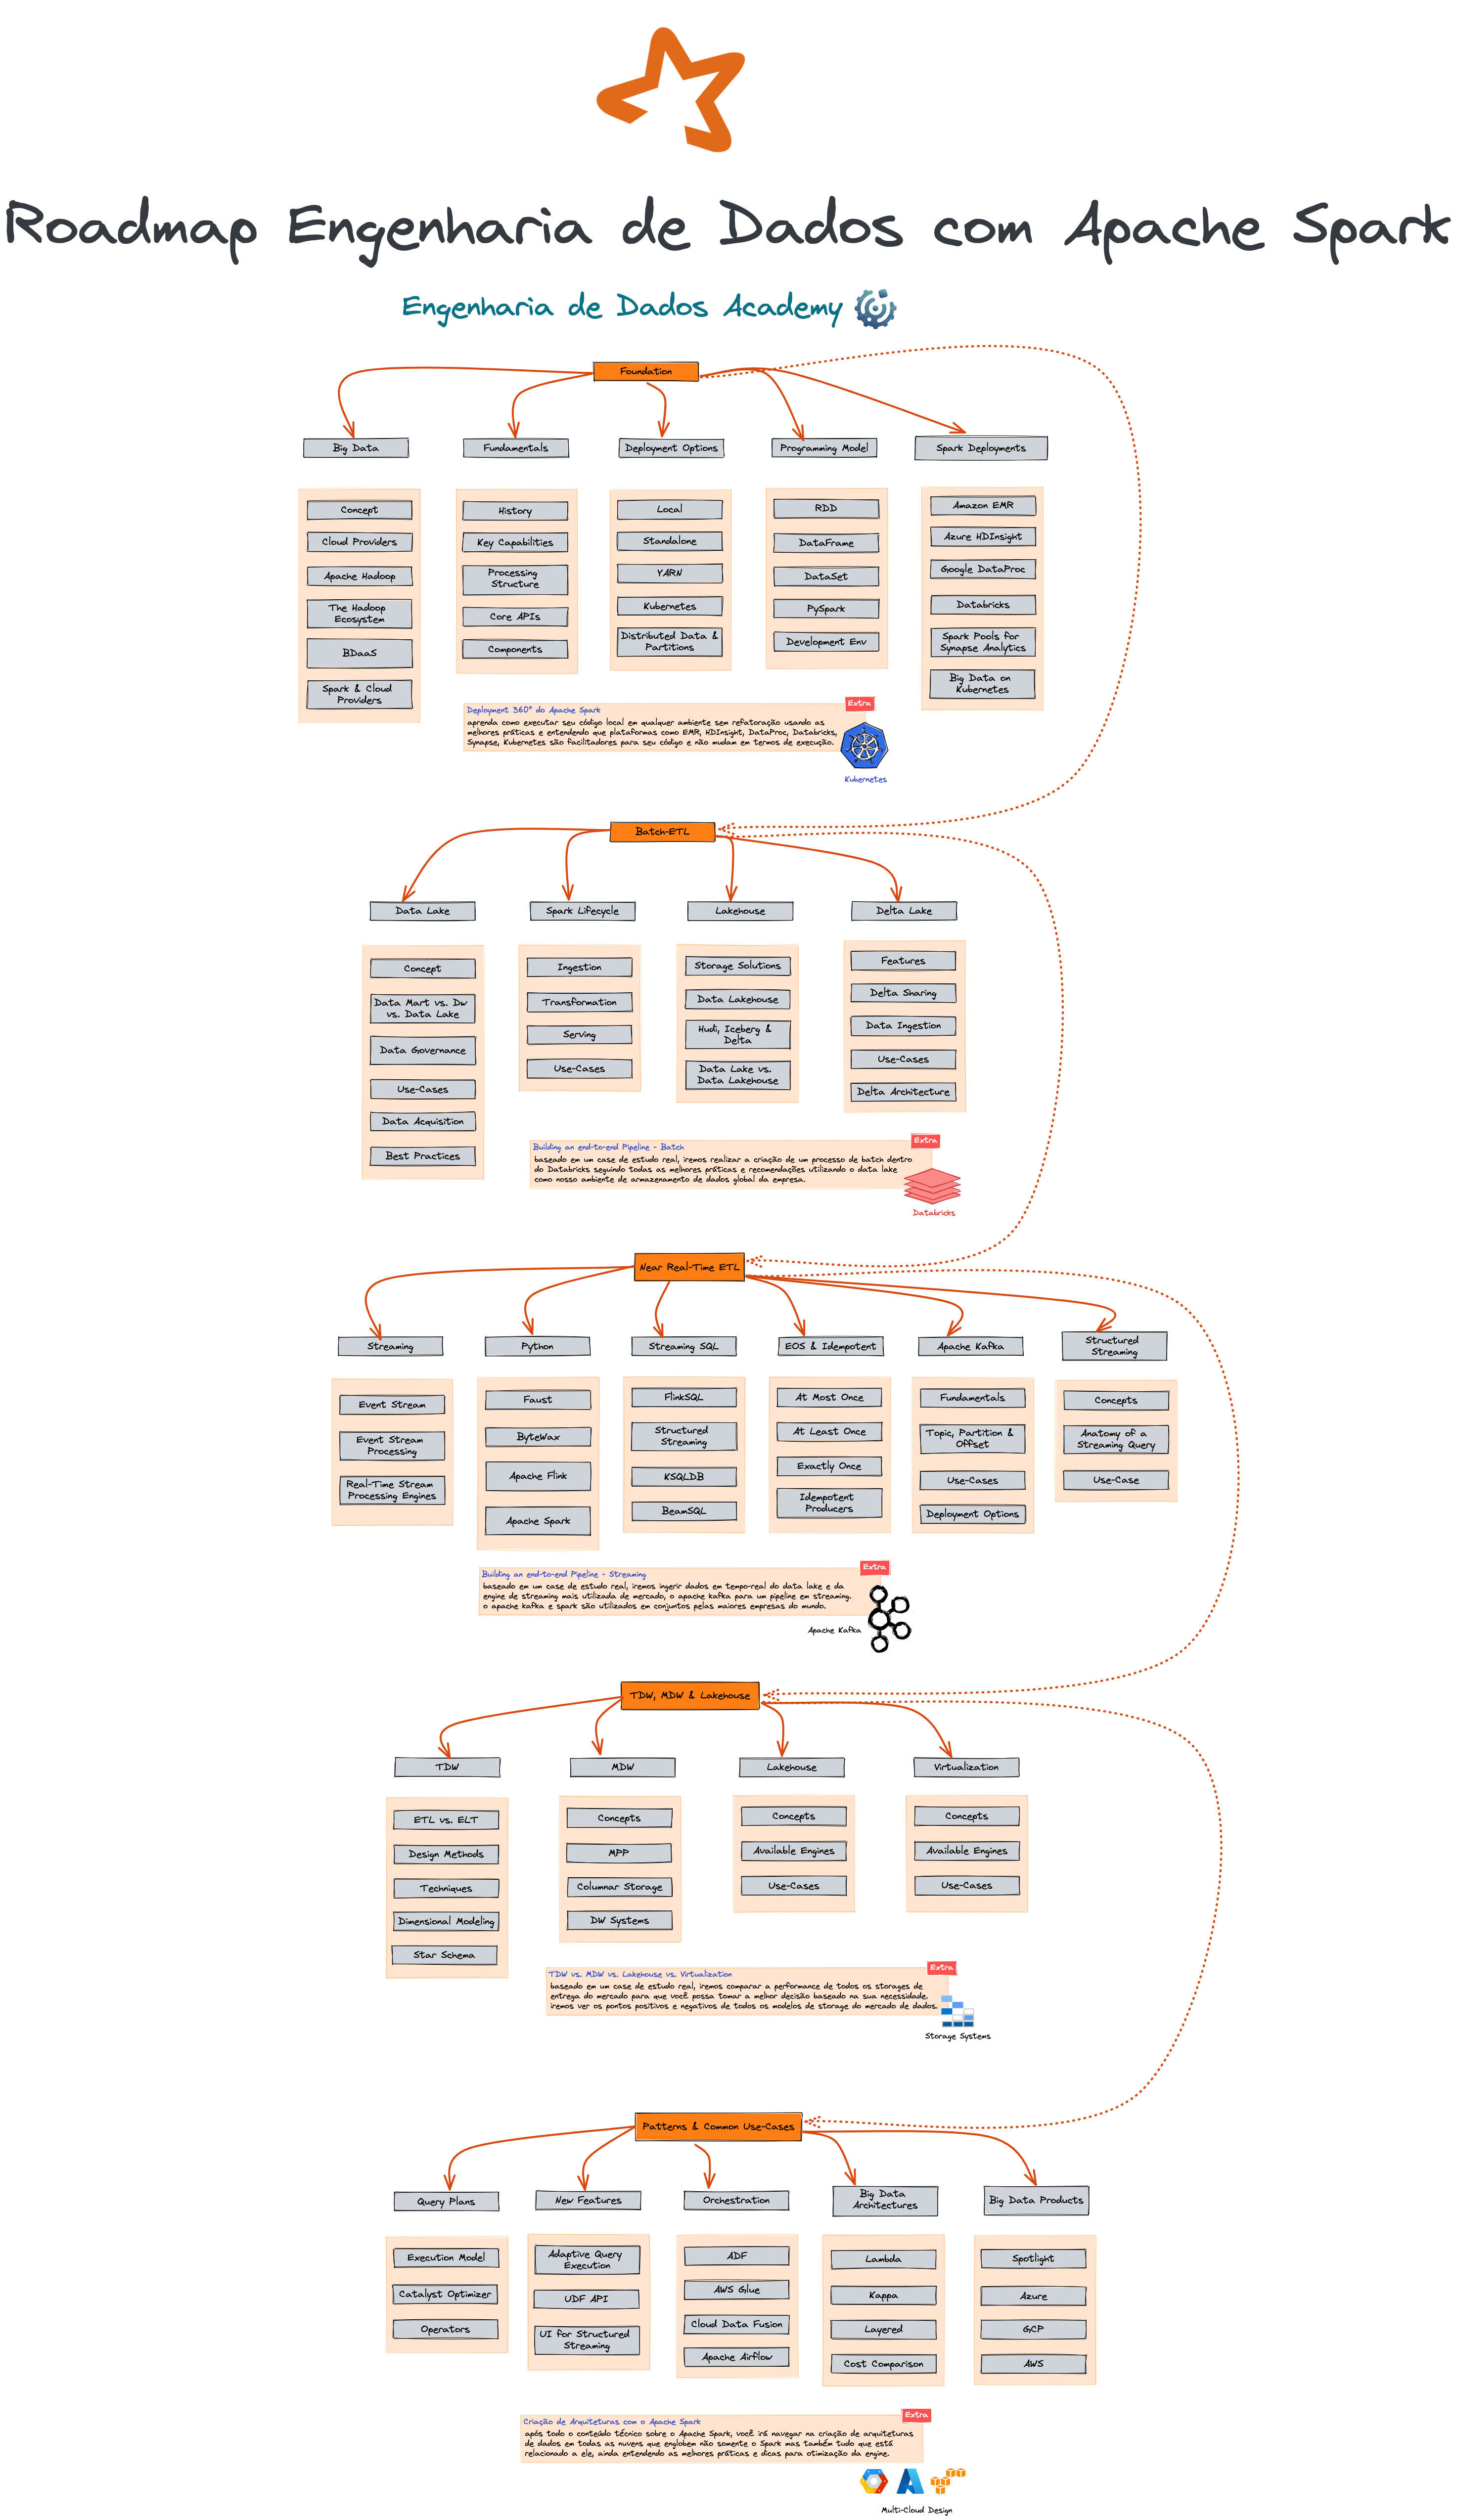 Roadmap Engenharia de Dados com Apache Spark
Engenharia de Dados Academy
Foundation
Big Data
Fundamentals
Deployment Options
Programming Model
Spark Deployments
Concept
Cloud Providers
Apache Hadoop
The Hadoop
Ecosystem
BDaaS
Spark & Cloud
Providers
History
Key Capabilities
Processing
Structure
Core APIs
Components
Local
Standalone
YARN
Kubernetes
Distributed Data &
Partitions
RDD
DataFrame
DataSet
PySpark
Development Env
Amazon EMR
Azure HDInsight
Google DataProc
Databricks
Spark Pools for
Synapse Analytics
Big Data on
Kubernetes
Extra
Deployment 360° do Apache Spark
aprenda como executar seu código local em qualquer ambiente sem refatoração usando as
melhores práticas e entendendo que plataformas como EMR, HDInsight, DataProc, Databricks,
Synapse, Kubernetes são facilitadores para seu código e não mudam em termos de execução.
Kubernetes
Batch-ETL
Data Lake
Spark Lifecycle
Lakehouse
Delta Lake
Concept
Data Mart vs. Dw
vs. Data Lake
Data Governance
Use-Cases
Data Acquisition
Best Practices
Ingestion
Transformation
Serving
Use-Cases
Storage Solutions
Data Lakehouse
Hudi, Iceberg &
Delta
Data Lake vs.
Data Lakehouse
Features
Delta Sharing
Data Ingestion
Use-Cases
Delta Architecture
Extra
Building an end-to-end Pipeline - Batch
baseado em um case de estudo real, iremos realizar a criação de um processo de batch dentro
do Databricks seguindo todas as melhores práticas e recomendações utilizando o data lake
como nosso ambiente de armazenamento de dados global da empresa.
Databricks
Near Real-Time ETL
Streaming
Python
Streaming SQL
EOS & Idempotent
Apache Kafka
Structured
Streaming
Event Stream
Event Stream
Processing
Real-Time Stream
Processing Engines
Faust
ByteWax
Apache Flink
Apache Spark
FlinkSQL
Structured
Streaming
KSQLDB
BeamSQL
At Most Once
At Least Once
Exactly Once
Idempotent
Producers
Fundamentals
Topic, Partition &
Offset
Use-Cases
Deployment Options
Concepts
Anatomy of a
Streaming Query
Use-Case
Extra
Building an end-to-end Pipeline - Streaming
baseado em um case de estudo real, iremos ingerir dados em tempo-real do data lake e da
engine de streaming mais utilizada de mercado, o apache kafka para um pipeline em streaming.
o apache kafka e spark são utilizados em conjuntos pelas maiores empresas do mundo.
Apache Kafka
TDW, MDW & Lakehouse
TDW
MDW
Lakehouse
Virtualization
ETL vs. ELT
Design Methods
Techniques
Dimensional Modeling
Star Schema
Concepts
MPP
Columnar Storage
DW Systems
Concepts
Available Engines
Use-Cases
Concepts
Available Engines
Use-Cases
Extra
TDW vs. MDW vs. Lakehouse vs. Virtualization
baseado em um case de estudo real, iremos comparar a performance de todos os storages de
entrega do mercado para que você possa tomar a melhor decisão baseado na sua necessidade.
iremos ver os pontos positivos e negativos de todos os modelos de storage do mercado de dados.
Storage Systems
Patterns & Common Use-Cases
Query Plans
New Features
Orchestration
Big Data
Architectures
Big Data Products
Execution Model
Catalyst Optimizer
Operators
Adaptive Query
Execution
UDF API
UI for Structured
Streaming
ADF
AWS Glue
Cloud Data Fusion
Apache Airflow
Lambda
Kappa
Layered
Cost Comparison
Spotlight
Azure
GCP
AWS
Extra
Criação de Arquiteturas com o Apache Spark
após todo o conteúdo técnico sobre o Apache Spark, você irá navegar na criação de arquiteturas
de dados em todas as nuvens que englobem não somente o Spark mas também tudo que está
relacionado a ele, ainda entendendo as melhores práticas e dicas para otimização da engine.
Multi-Cloud Design